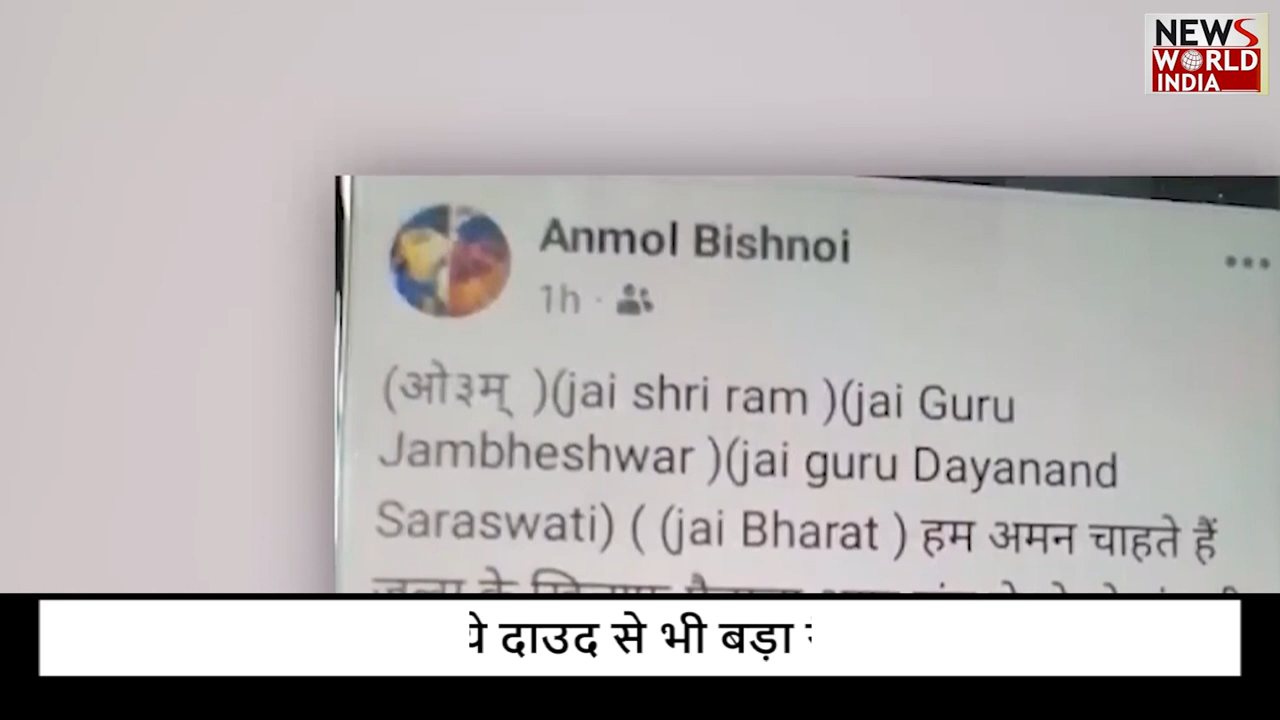 NEWS
WORLD
INDIA
Anmol Bishnoi
1h ·
(ओ३म् )(jai shri ram )(jai Guru
Jambheshwar )(jai guru Dayanand
Saraswati) ( (jai Bharat ) हम अमन चाहते हैं
दाउद से भी बड़ा